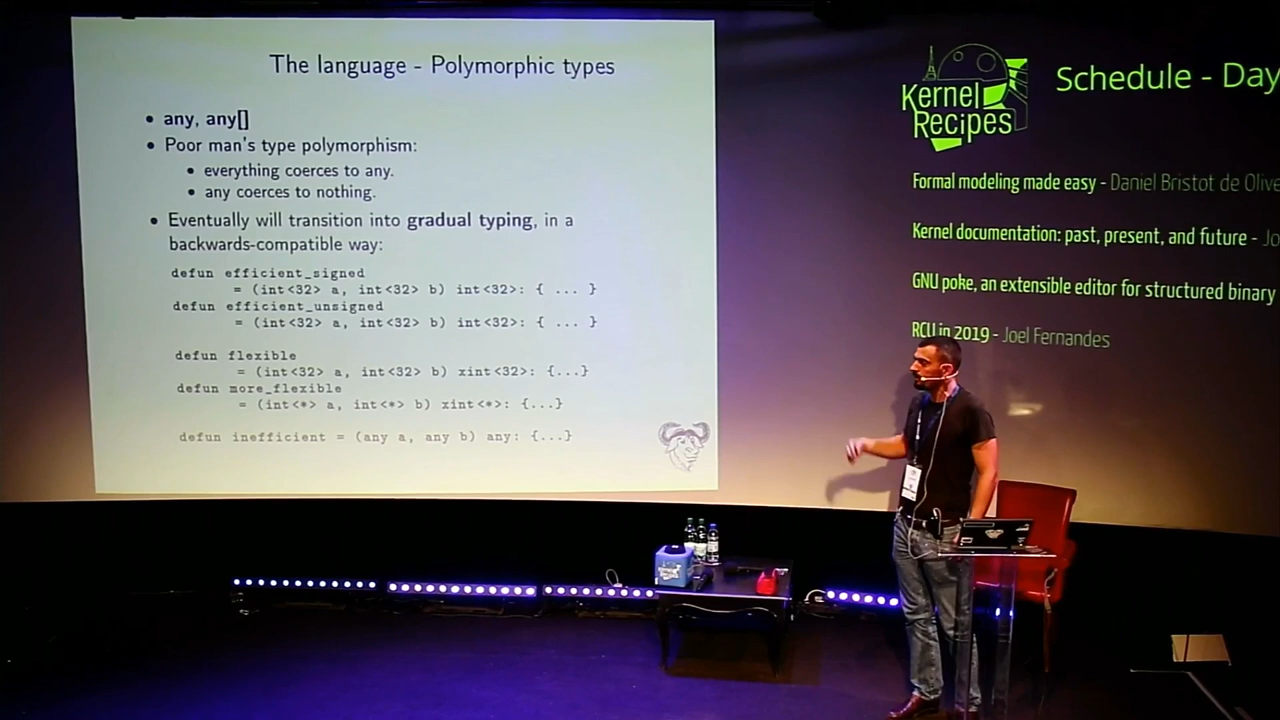 The language - Polymorphic types
• any, any[]
• Poor man's type polymorphism:
• everything coerces to any.
• any coerces to nothing.
• Eventually will transition into gradual typing, in a
backwards-compatible way:
defun efficient_signed
= (int<32> a, int<32> b) int<32>: { ... }
defun efficient_unsigned
= (int<32> a, int<32> b) int<32>: { ... }
defun flexible
= (int<32> a, int<32> b) xint<32>: {...}
defun more_flexible
= (int<*> a, int<*> b) xint<*>: {...}
defun inefficient = (any a, any b) any: {...}
Kernel
Recipes
Schedule - Day
Formal modeling made easy - Daniel Bristot de Olive
Kernel documentation: past, present, and future - Jo
GNU poke, an extensible editor for structured binary
RCU in 2019 - Joel Fernandes